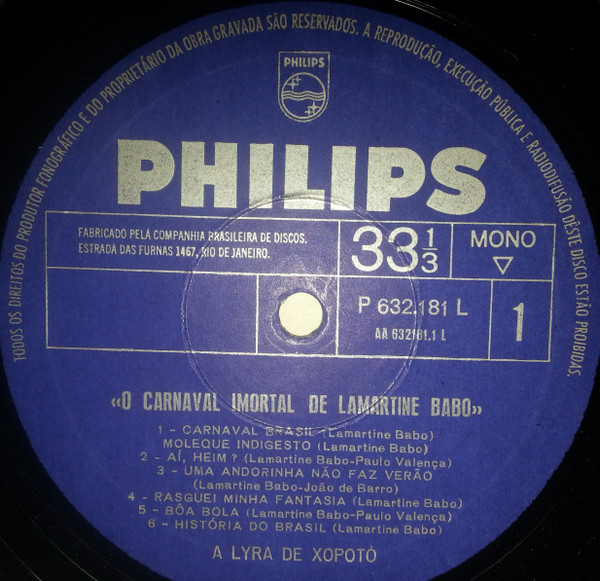 TODOS OS DIREITOS DO PRODUTOR FONOGRÁFICO E DO PROPRIETÁRIO DA OBRA GRAVADA SÃO RESERVADOS. A REPRODUÇÃO, EXECUÇÃO PÚBLICA E RADIODIFUSÃO DÊSTE DISCO ESTÃO PROIBIDAS.
PHILIPS
PHILIPS
FABRICADO PELÁ COMPANHIA BRASILEIRA DE DISCOS.
ESTRADA DAS FURNAS 1467, RIO DE JANEIRO.
33 1/3
MONO
P 632.181 L
AA 632181.1 L
1
«O CARNAVAL IMORTAL DE LAMARTINE BABO»
1 - CARNAVAL BRASIL (Lamartine Babo)
MOLEQUE INDIGESTO (Lamartine Babo)
2 - AÍ, HEIM? (Lamartine Babo-Paulo Valença)
3 - UMA ANDORINHA NÃO FAZ VERÃO
(Lamartine Babo-João de Barro)
4 - RASGUEI MINHA FANTASIA (Lamartine Babo)
5 - BÔA BOLA (Lamartine Babo-Paulo Valença)
6 - HISTÓRIA DO BRASIL (Lamartine Babo)
A LYRA DE XOPOTÓ